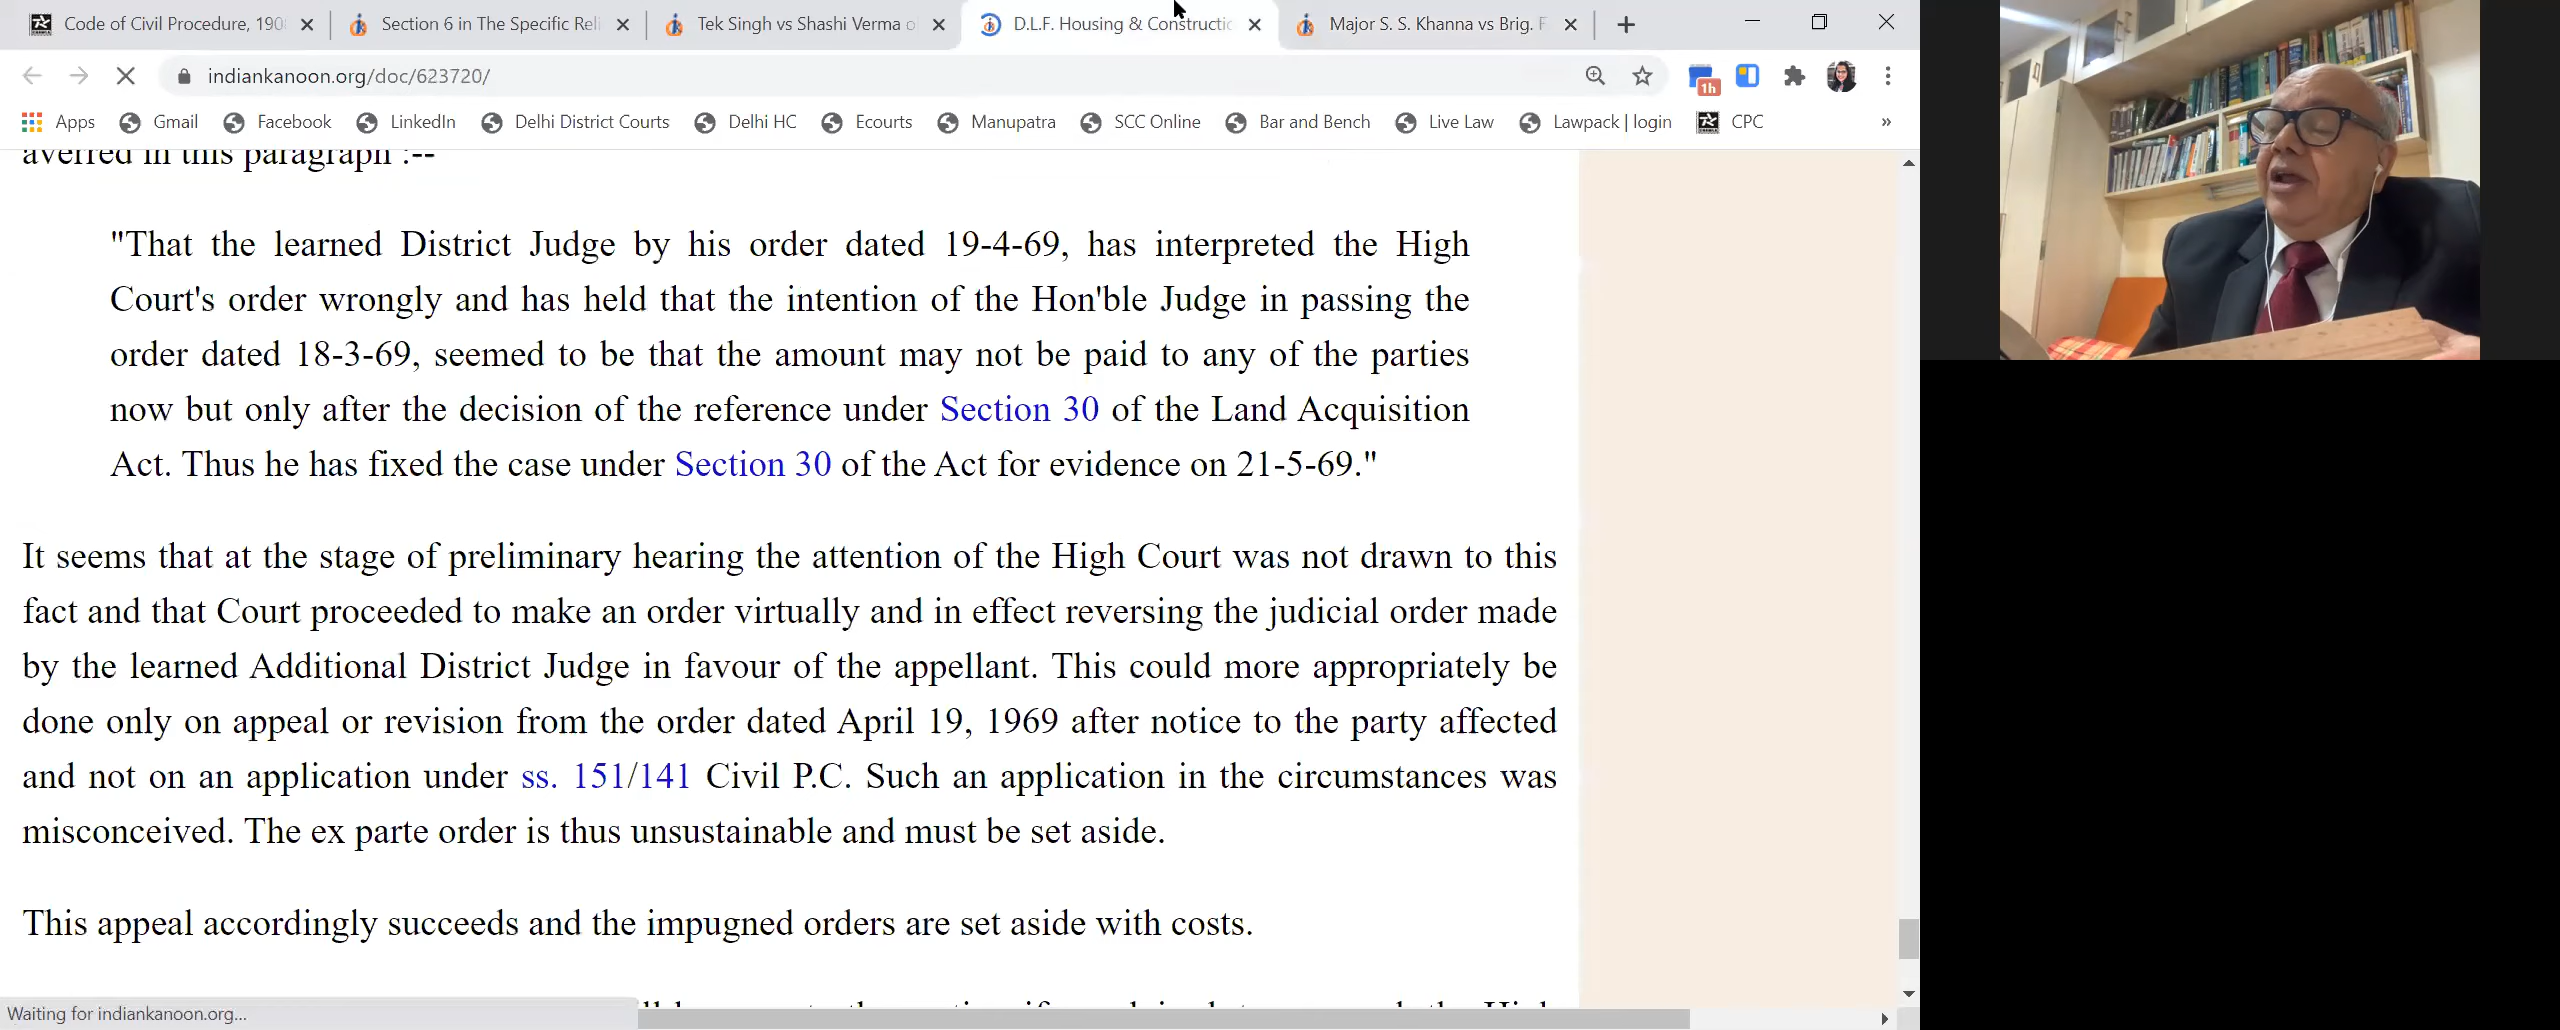 Code of Civil Procedure, 190
Section 6 in The Specific Reli
Tek Singh vs Shashi Verma o
D.L.F. Housing & Constructic
Major S. S. Khanna vs Brig. F
indiankanoon.org/doc/623720/
1h
Apps Gmail Facebook LinkedIn Delhi District Courts Delhi HC Ecourts Manupatra SCC Online Bar and Bench Live Law Lawpack | login CPC »
averred in this paragraph :--
"That the learned District Judge by his order dated 19-4-69, has interpreted the High
Court's order wrongly and has held that the intention of the Hon'ble Judge in passing the
order dated 18-3-69, seemed to be that the amount may not be paid to any of the parties
now but only after the decision of the reference under Section 30 of the Land Acquisition
Act. Thus he has fixed the case under Section 30 of the Act for evidence on 21-5-69."
It seems that at the stage of preliminary hearing the attention of the High Court was not drawn to this
fact and that Court proceeded to make an order virtually and in effect reversing the judicial order made
by the learned Additional District Judge in favour of the appellant. This could more appropriately be
done only on appeal or revision from the order dated April 19, 1969 after notice to the party affected
and not on an application under ss. 151/141 Civil P.C. Such an application in the circumstances was
misconceived. The ex parte order is thus unsustainable and must be set aside.
This appeal accordingly succeeds and the impugned orders are set aside with costs.
Waiting for indiankanoon.org...